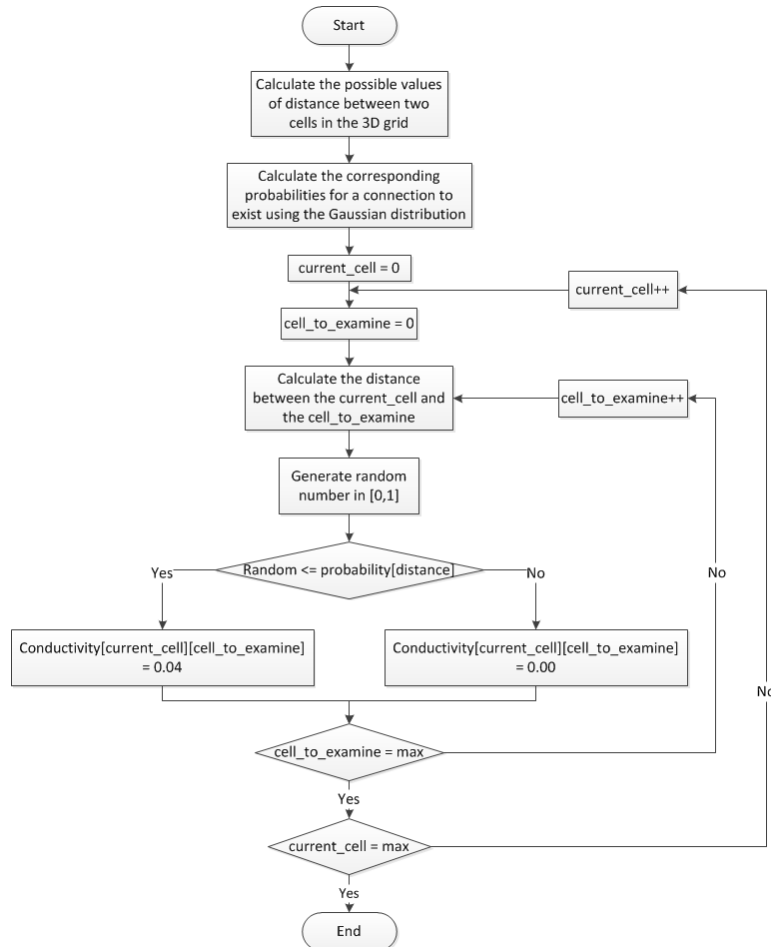 Start
Calculate the possible values
of distance between two
cells in the 3D grid
Calculate the corresponding
probabilities for a connection to
exist using the Gaussian distribution
current_cell = 0
current_cell++
cell_to_examine = 0
Calculate the distance
between the current_cell and
the cell_to_examine
cell_to_examine++
Generate random
number in [0,1]
Random <= probability[distance]
Yes
No
No
Conductivity[current_cell][cell_to_examine]
= 0.04
Conductivity[current_cell][cell_to_examine]
= 0.00
No
cell_to_examine = max
Yes
current_cell = max
Yes
End